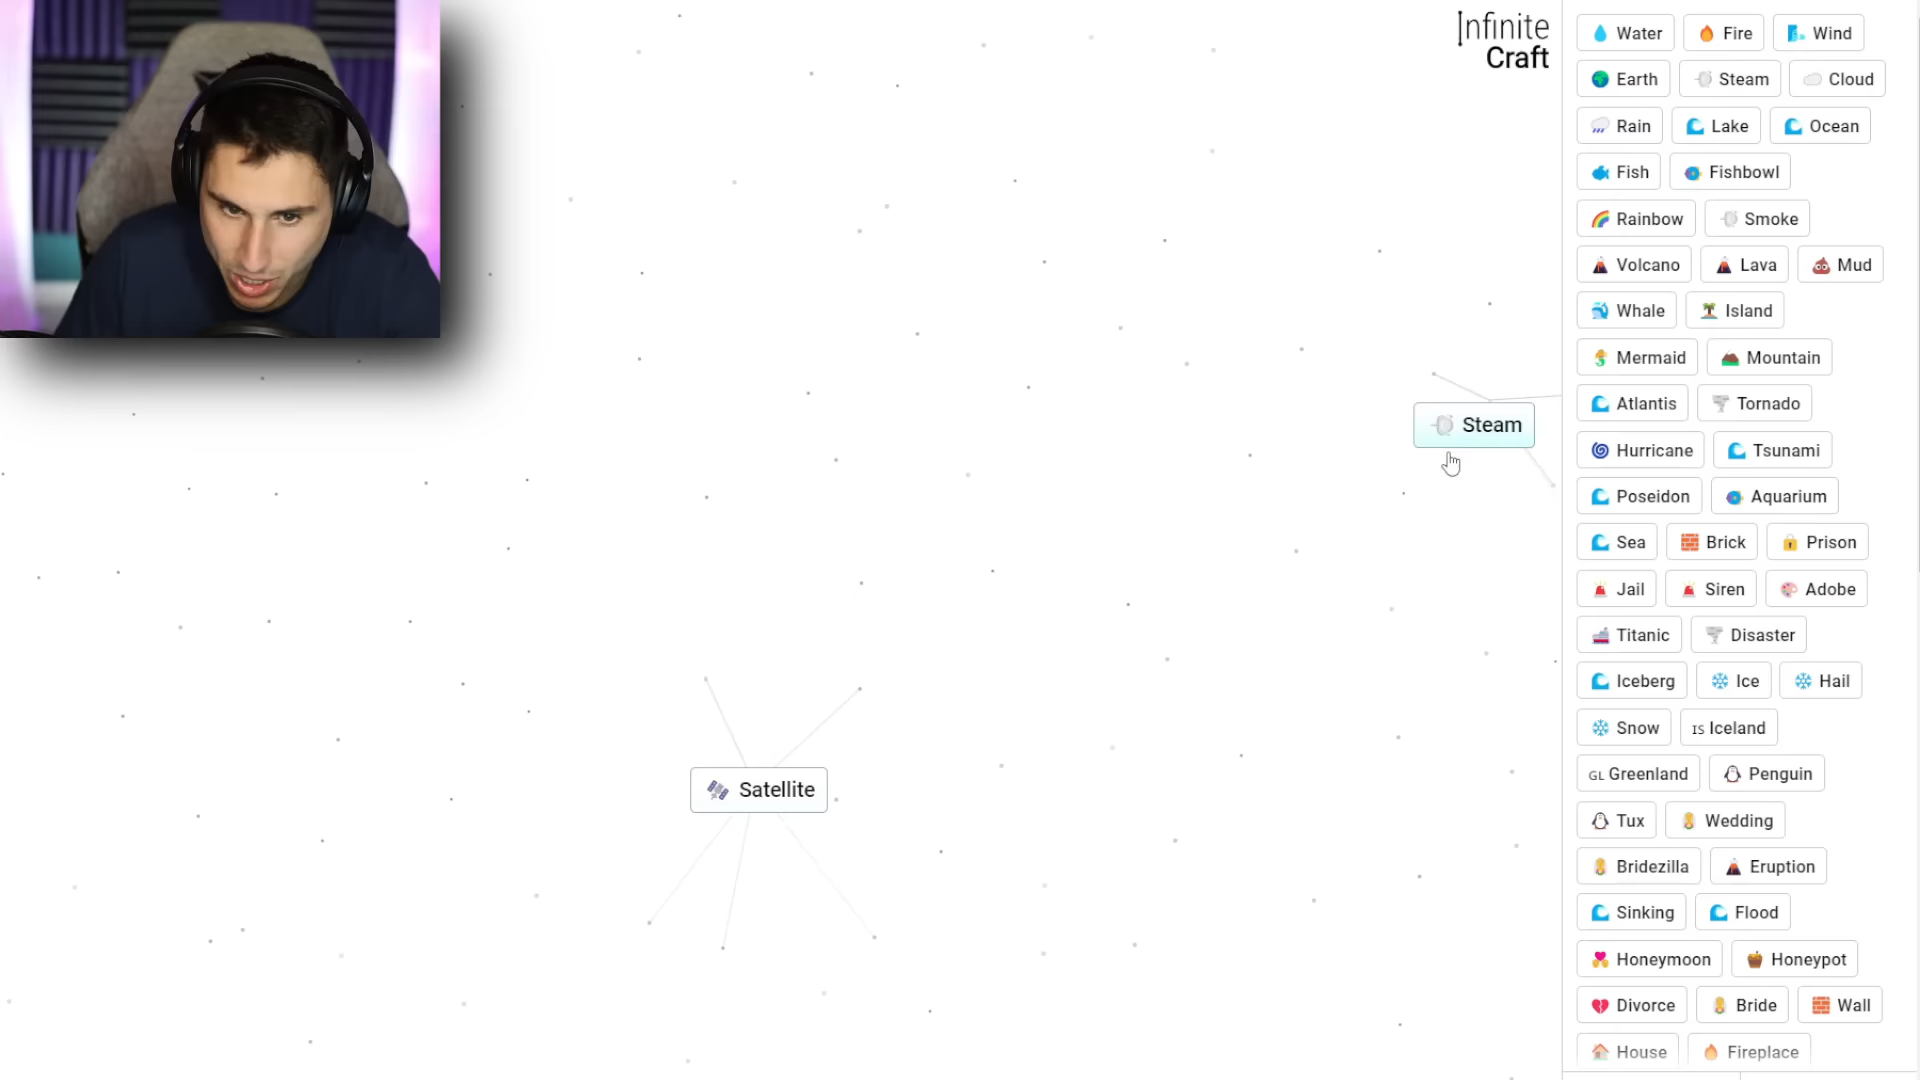 Infinite
Craft
Water Fire Wind
Earth Steam Cloud
Rain Lake Ocean
Fish Fishbowl
Rainbow Smoke
Volcano Lava Mud
Whale Island
Mermaid Mountain
Atlantis Tornado
Steam
Hurricane Tsunami
Poseidon Aquarium
Sea Brick Prison
Jail Siren Adobe
Titanic Disaster
Iceberg Ice Hail
Snow IS Iceland
GL Greenland Penguin
Satellite
Tux Wedding
Bridezilla Eruption
Sinking Flood
Honeymoon Honeypot
Divorce Bride Wall
House Fireplace